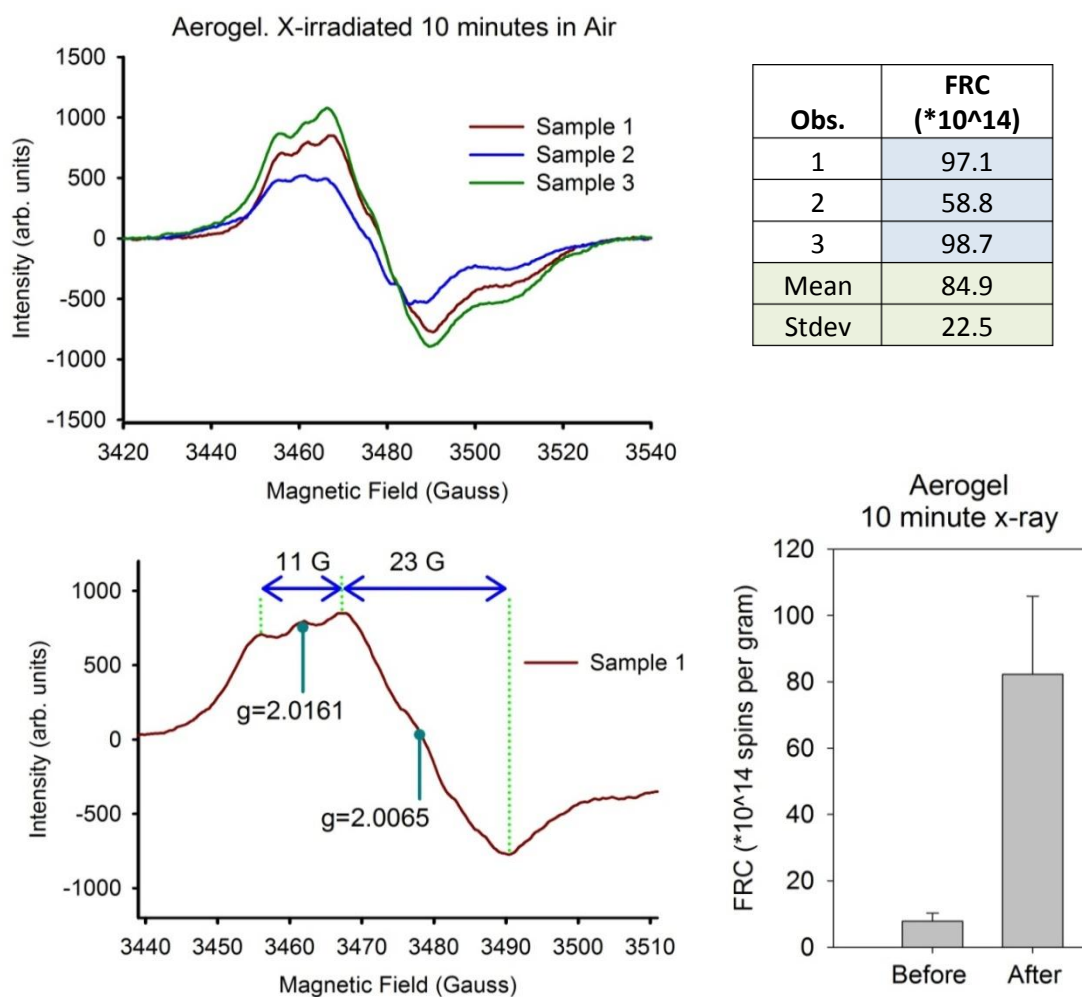 Aerogel. X-irradiated 10 minutes in Air
Intensity (arb. units)
1500
1000
500
0
-500
-1000
-1500
Sample 1
Sample 2
Sample 3
3420 3440 3460 3480 3500 3520 3540
Magnetic Field (Gauss)
Obs. FRC (*10^14)
1 97.1
2 58.8
3 98.7
Mean 84.9
Stdev 22.5
Intensity (arb. units)
1000
500
0
-500
-1000
11 G 23 G
Sample 1
g=2.0161
g=2.0065
3440 3450 3460 3470 3480 3490 3500 3510
Magnetic Field (Gauss)
Aerogel
10 minute x-ray
FRC (*10^14 spins per gram)
120
100
80
60
40
20
0
Before After